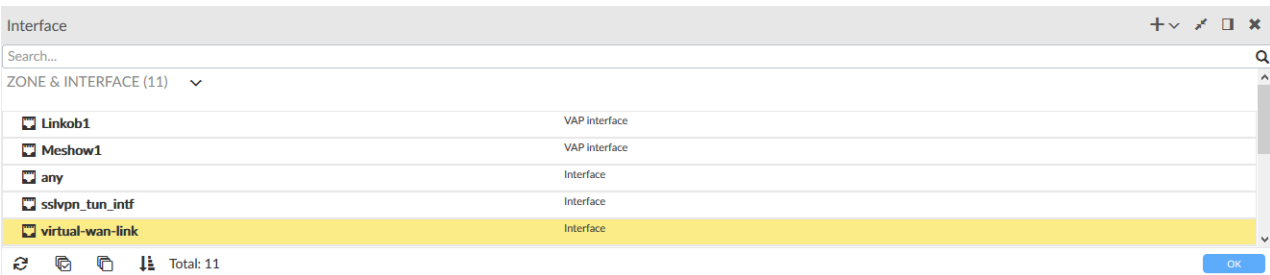 Interface
Search...
ZONE & INTERFACE (11)
Linkob1 VAP interface
Meshow1 VAP interface
any Interface
sslvpn_tun_intf Interface
virtual-wan-link Interface
Total: 11 OK